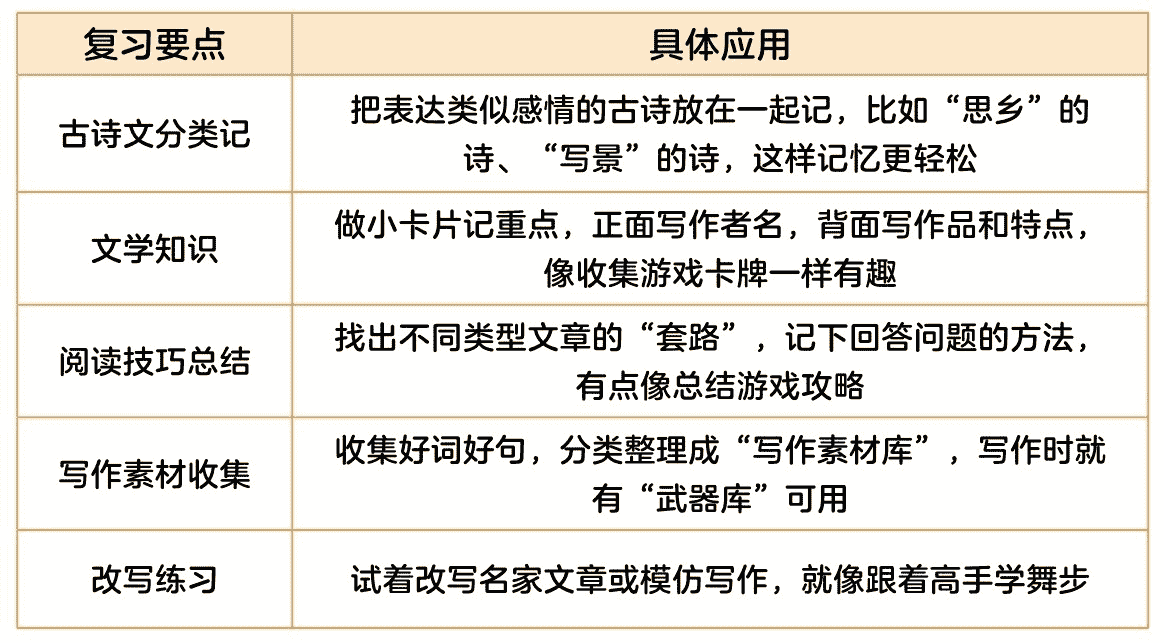 复习要点
具体应用
古诗文分类记
把表达类似感情的古诗放在一起记，比如“思乡”的
诗、“写景”的诗，这样记忆更轻松
文学知识
做小卡片记重点，正面写作者名，背面写作品和特点，
像收集游戏卡牌一样有趣
阅读技巧总结
找出不同类型文章的“套路”，记下回答问题的方法，
有点像总结游戏攻略
写作素材收集
收集好词好句，分类整理成“写作素材库”，写作时就
有“武器库”可用
改写练习
试着改写名家文章或模仿写作，就像跟着高手学舞步